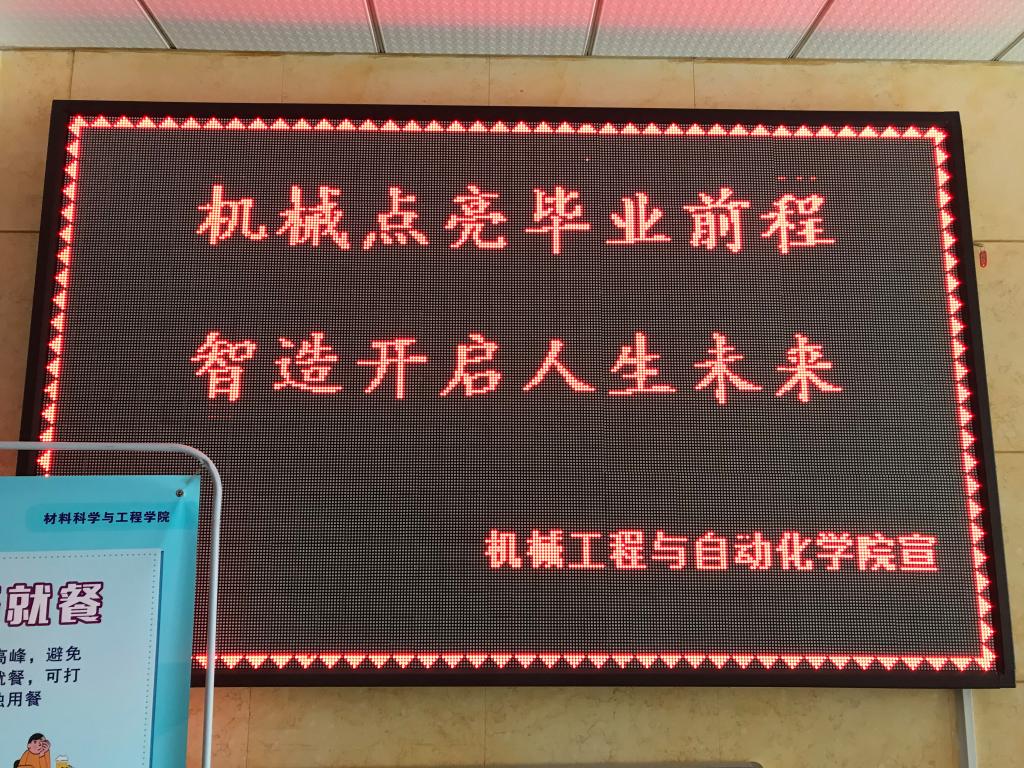 机械点亮毕业前程
智造开启人生未来
机械工程与自动化学院宣
材料科学与工程学院
就餐
高峰，避免
就餐，可打
独用餐